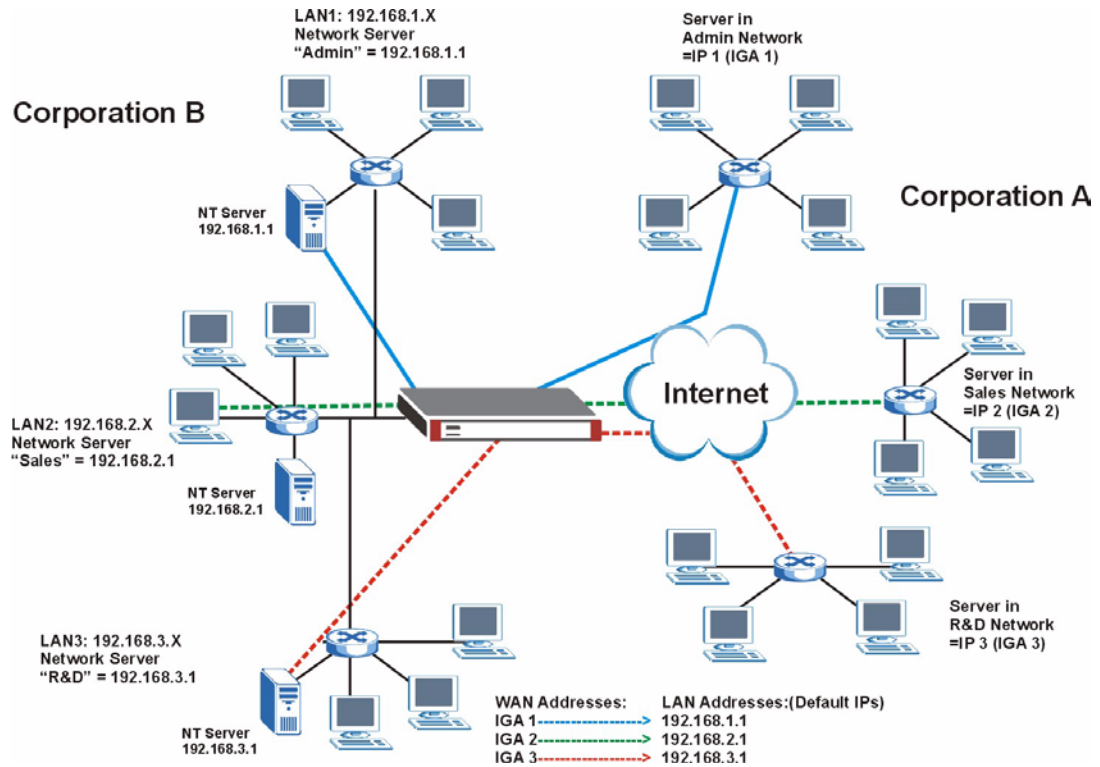 LAN1: 192.168.1.X
Network Server
“Admin” = 192.168.1.1
Server in
Admin Network
=IP 1 (IGA 1)
Corporation B
Corporation A
NT Server
192.168.1.1
Internet
Server in
Sales Network
=IP 2 (IGA 2)
LAN2: 192.168.2.X
Network Server
“Sales” = 192.168.2.1
NT Server
192.168.2.1
Server in
R&D Network
=IP 3 (IGA 3)
LAN3: 192.168.3.X
Network Server
“R&D” = 192.168.3.1
NT Server
192.168.3.1
WAN Addresses: LAN Addresses:(Default IPs)
IGA 1 192.168.1.1
IGA 2 192.168.2.1
IGA 3 192.168.3.1